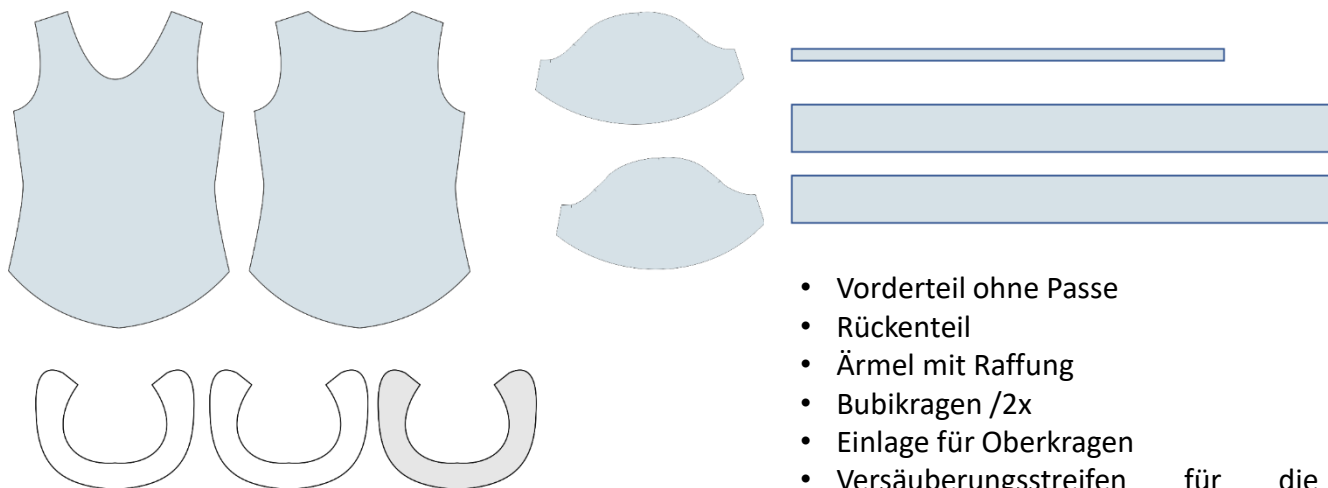 • Vorderteil ohne Passe
• Rückenteil
• Ärmel mit Raffung
• Bubikragen /2x
• Einlage für Oberkragen
• Versäuberungsstreifen für die